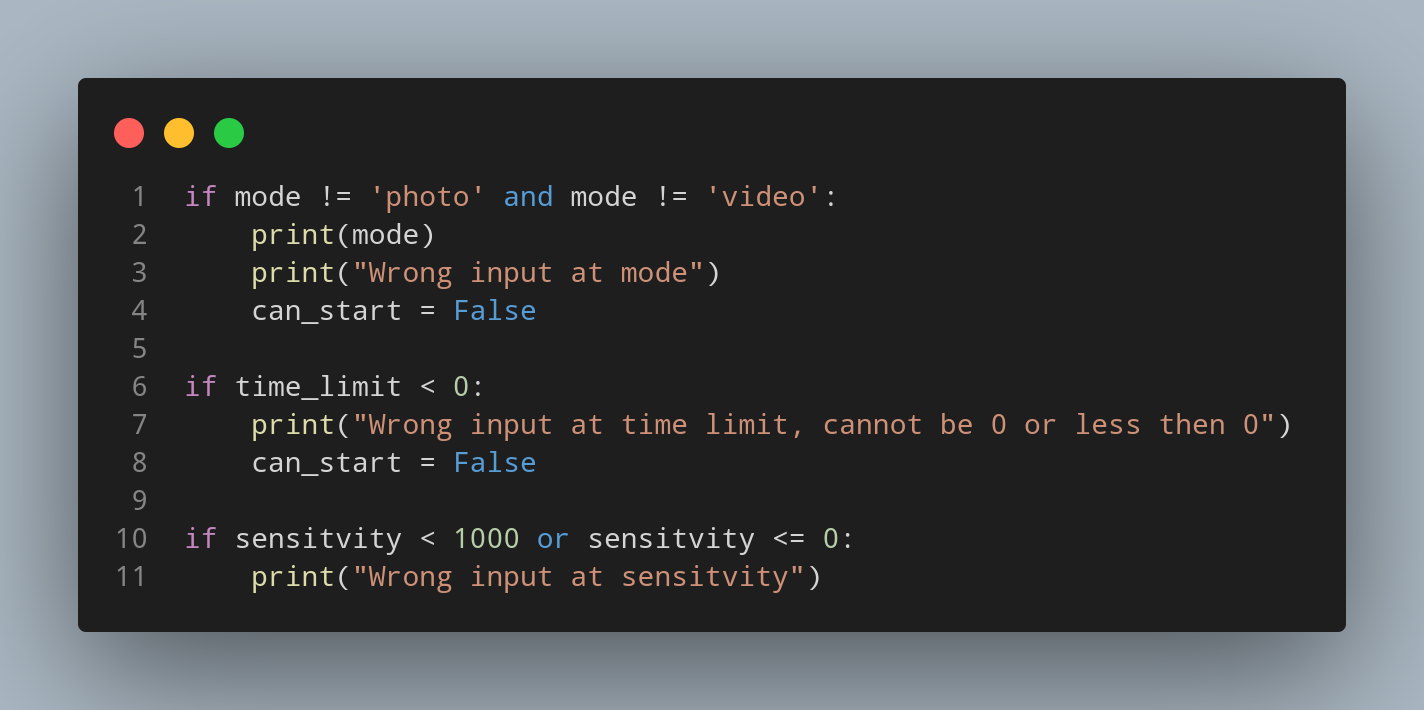 1 if mode != 'photo' and mode != 'video':
2     print(mode)
3     print("Wrong input at mode")
4     can_start = False
5
6 if time_limit < 0:
7     print("Wrong input at time limit, cannot be 0 or less then 0")
8     can_start = False
9
10 if sensitvity < 1000 or sensitvity <= 0:
11     print("Wrong input at sensitvity")